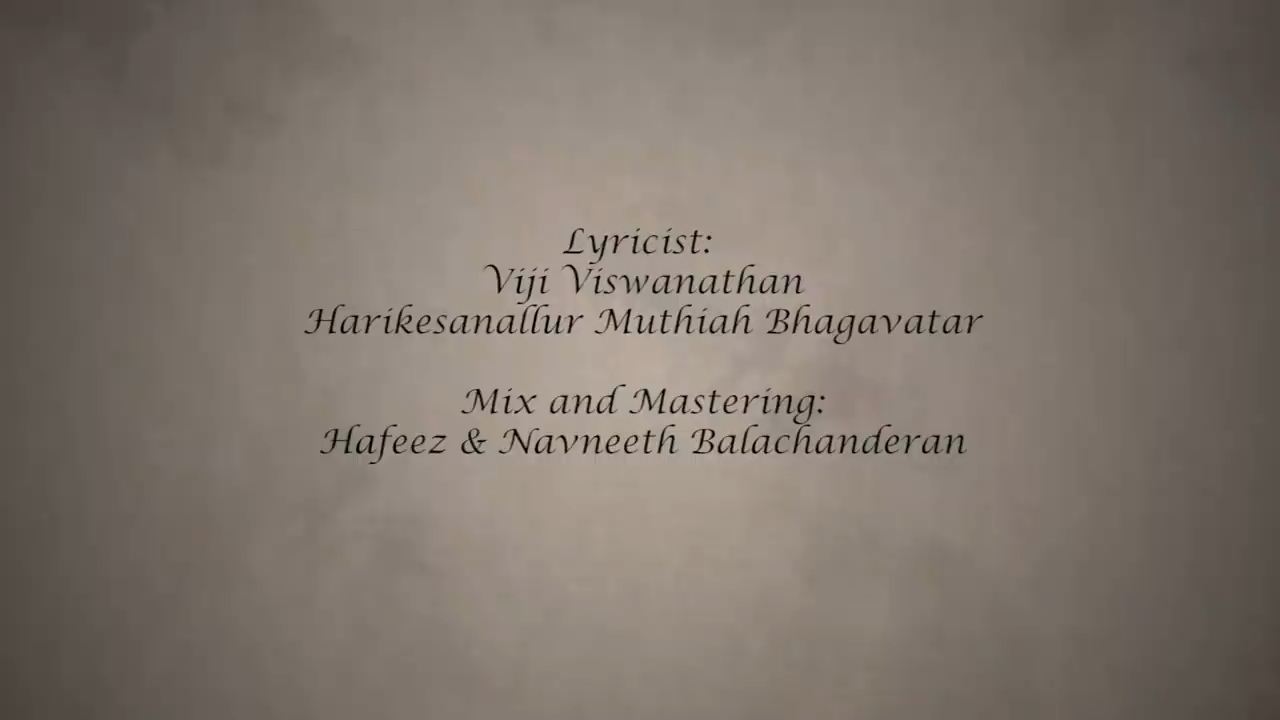 Lyricist:
Viji Viswanathan
Harikesanallur Muthiah Bhagavatar
Mix and Mastering:
Hafeez & Navneeth Balachanderan